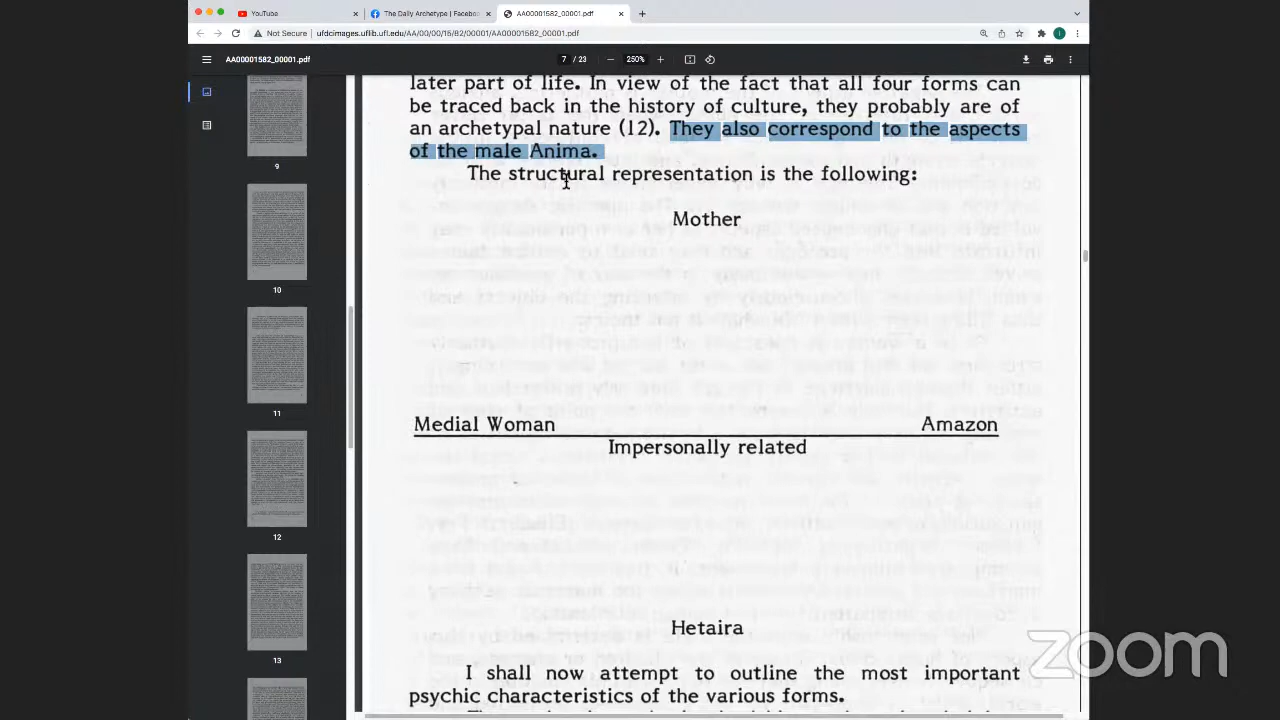 YouTube
The Daily Archetype | Facebook
AA00001582_00001.pdf
Not Secure
ufdcimages.uflib.ufl.edu/AA/00/00/15/82/00001/AA00001582_00001.pdf
AA00001582_00001.pdf
7 / 23
250%
9
10
11
12
13
later part of life. In view of the fact that all four forms can
be traced back in the history of culture, they probably are of
an archetypal nature (12). They also correspond to the aspects
of the male Anima.
The structural representation is the following:
Mother
Medial Woman Amazon
Impersonally related
Hetaira
I shall now attempt to outline the most important
psychic characteristics of the various forms.
zoom